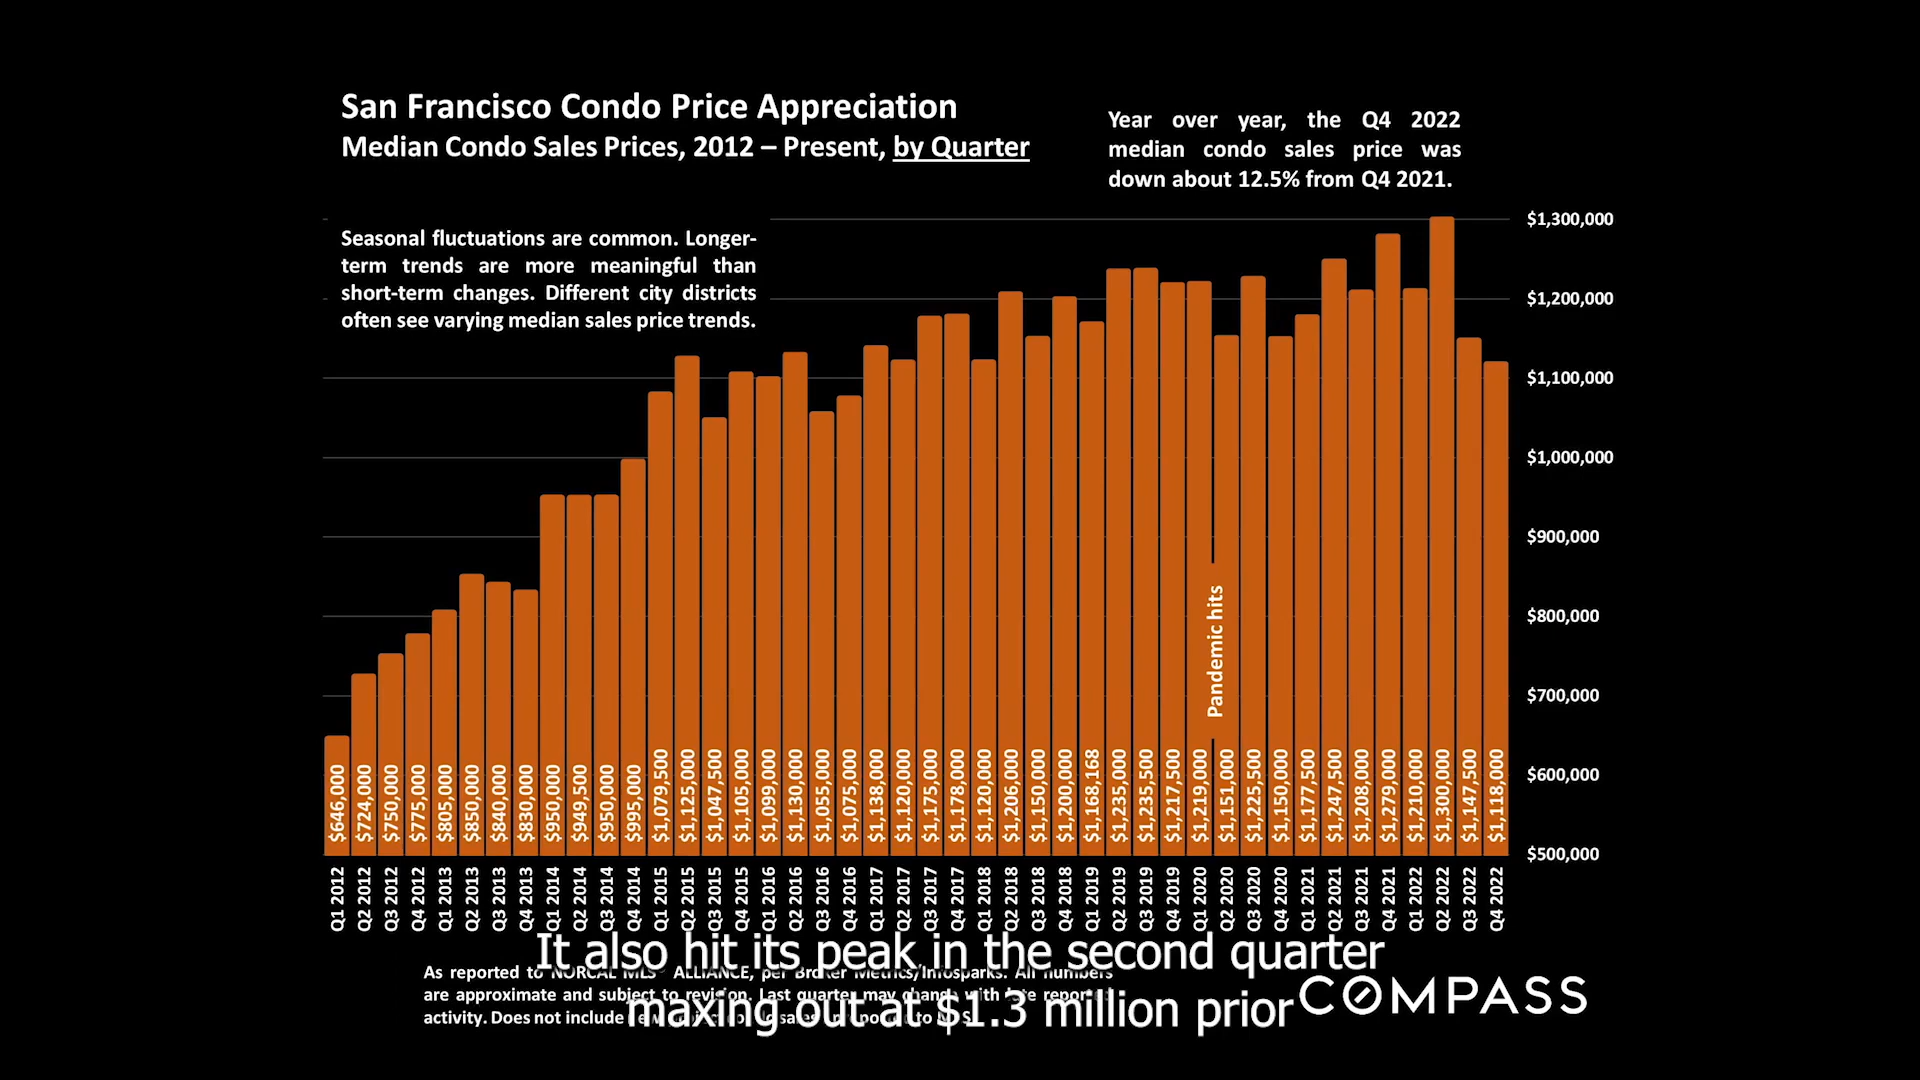 San Francisco Condo Price Appreciation
Median Condo Sales Prices, 2012 – Present, by Quarter
Year over year, the Q4 2022
median condo sales price was
down about 12.5% from Q4 2021.
Seasonal fluctuations are common. Longer-
term trends are more meaningful than
short-term changes. Different city districts
often see varying median sales price trends.
$1,300,000
$1,200,000
$1,100,000
$1,000,000
$900,000
$800,000
$700,000
$600,000
$500,000
Pandemic hits
$646,000
$724,000
$750,000
$775,000
$805,000
$850,000
$840,000
$830,000
$950,000
$949,500
$950,000
$995,000
$1,079,500
$1,125,000
$1,047,500
$1,105,000
$1,099,000
$1,130,000
$1,055,000
$1,075,000
$1,138,000
$1,120,000
$1,175,000
$1,178,000
$1,120,000
$1,206,000
$1,150,000
$1,200,000
$1,168,168
$1,235,000
$1,235,500
$1,217,500
$1,219,000
$1,151,000
$1,225,500
$1,150,000
$1,177,500
$1,247,500
$1,208,000
$1,279,000
$1,210,000
$1,300,000
$1,147,500
$1,118,000
Q1 2012
Q2 2012
Q3 2012
Q4 2012
Q1 2013
Q2 2013
Q3 2013
Q4 2013
Q1 2014
Q2 2014
Q3 2014
Q4 2014
Q1 2015
Q2 2015
Q3 2015
Q4 2015
Q1 2016
Q2 2016
Q3 2016
Q4 2016
Q1 2017
Q2 2017
Q3 2017
Q4 2017
Q1 2018
Q2 2018
Q3 2018
Q4 2018
Q1 2019
Q2 2019
Q3 2019
Q4 2019
Q1 2020
Q2 2020
Q3 2020
Q4 2020
Q1 2021
Q2 2021
Q3 2021
Q4 2021
Q1 2022
Q2 2022
Q3 2022
Q4 2022
As reported to NORCAL MLS ALLIANCE, per Broker Metrics/Infosparks. All numbers
are approximate and subject to revision. Last quarter may change with late
activity. Does not include
It also hit its peak in the second quarter
maxing out at $1.3 million prior
COMPASS